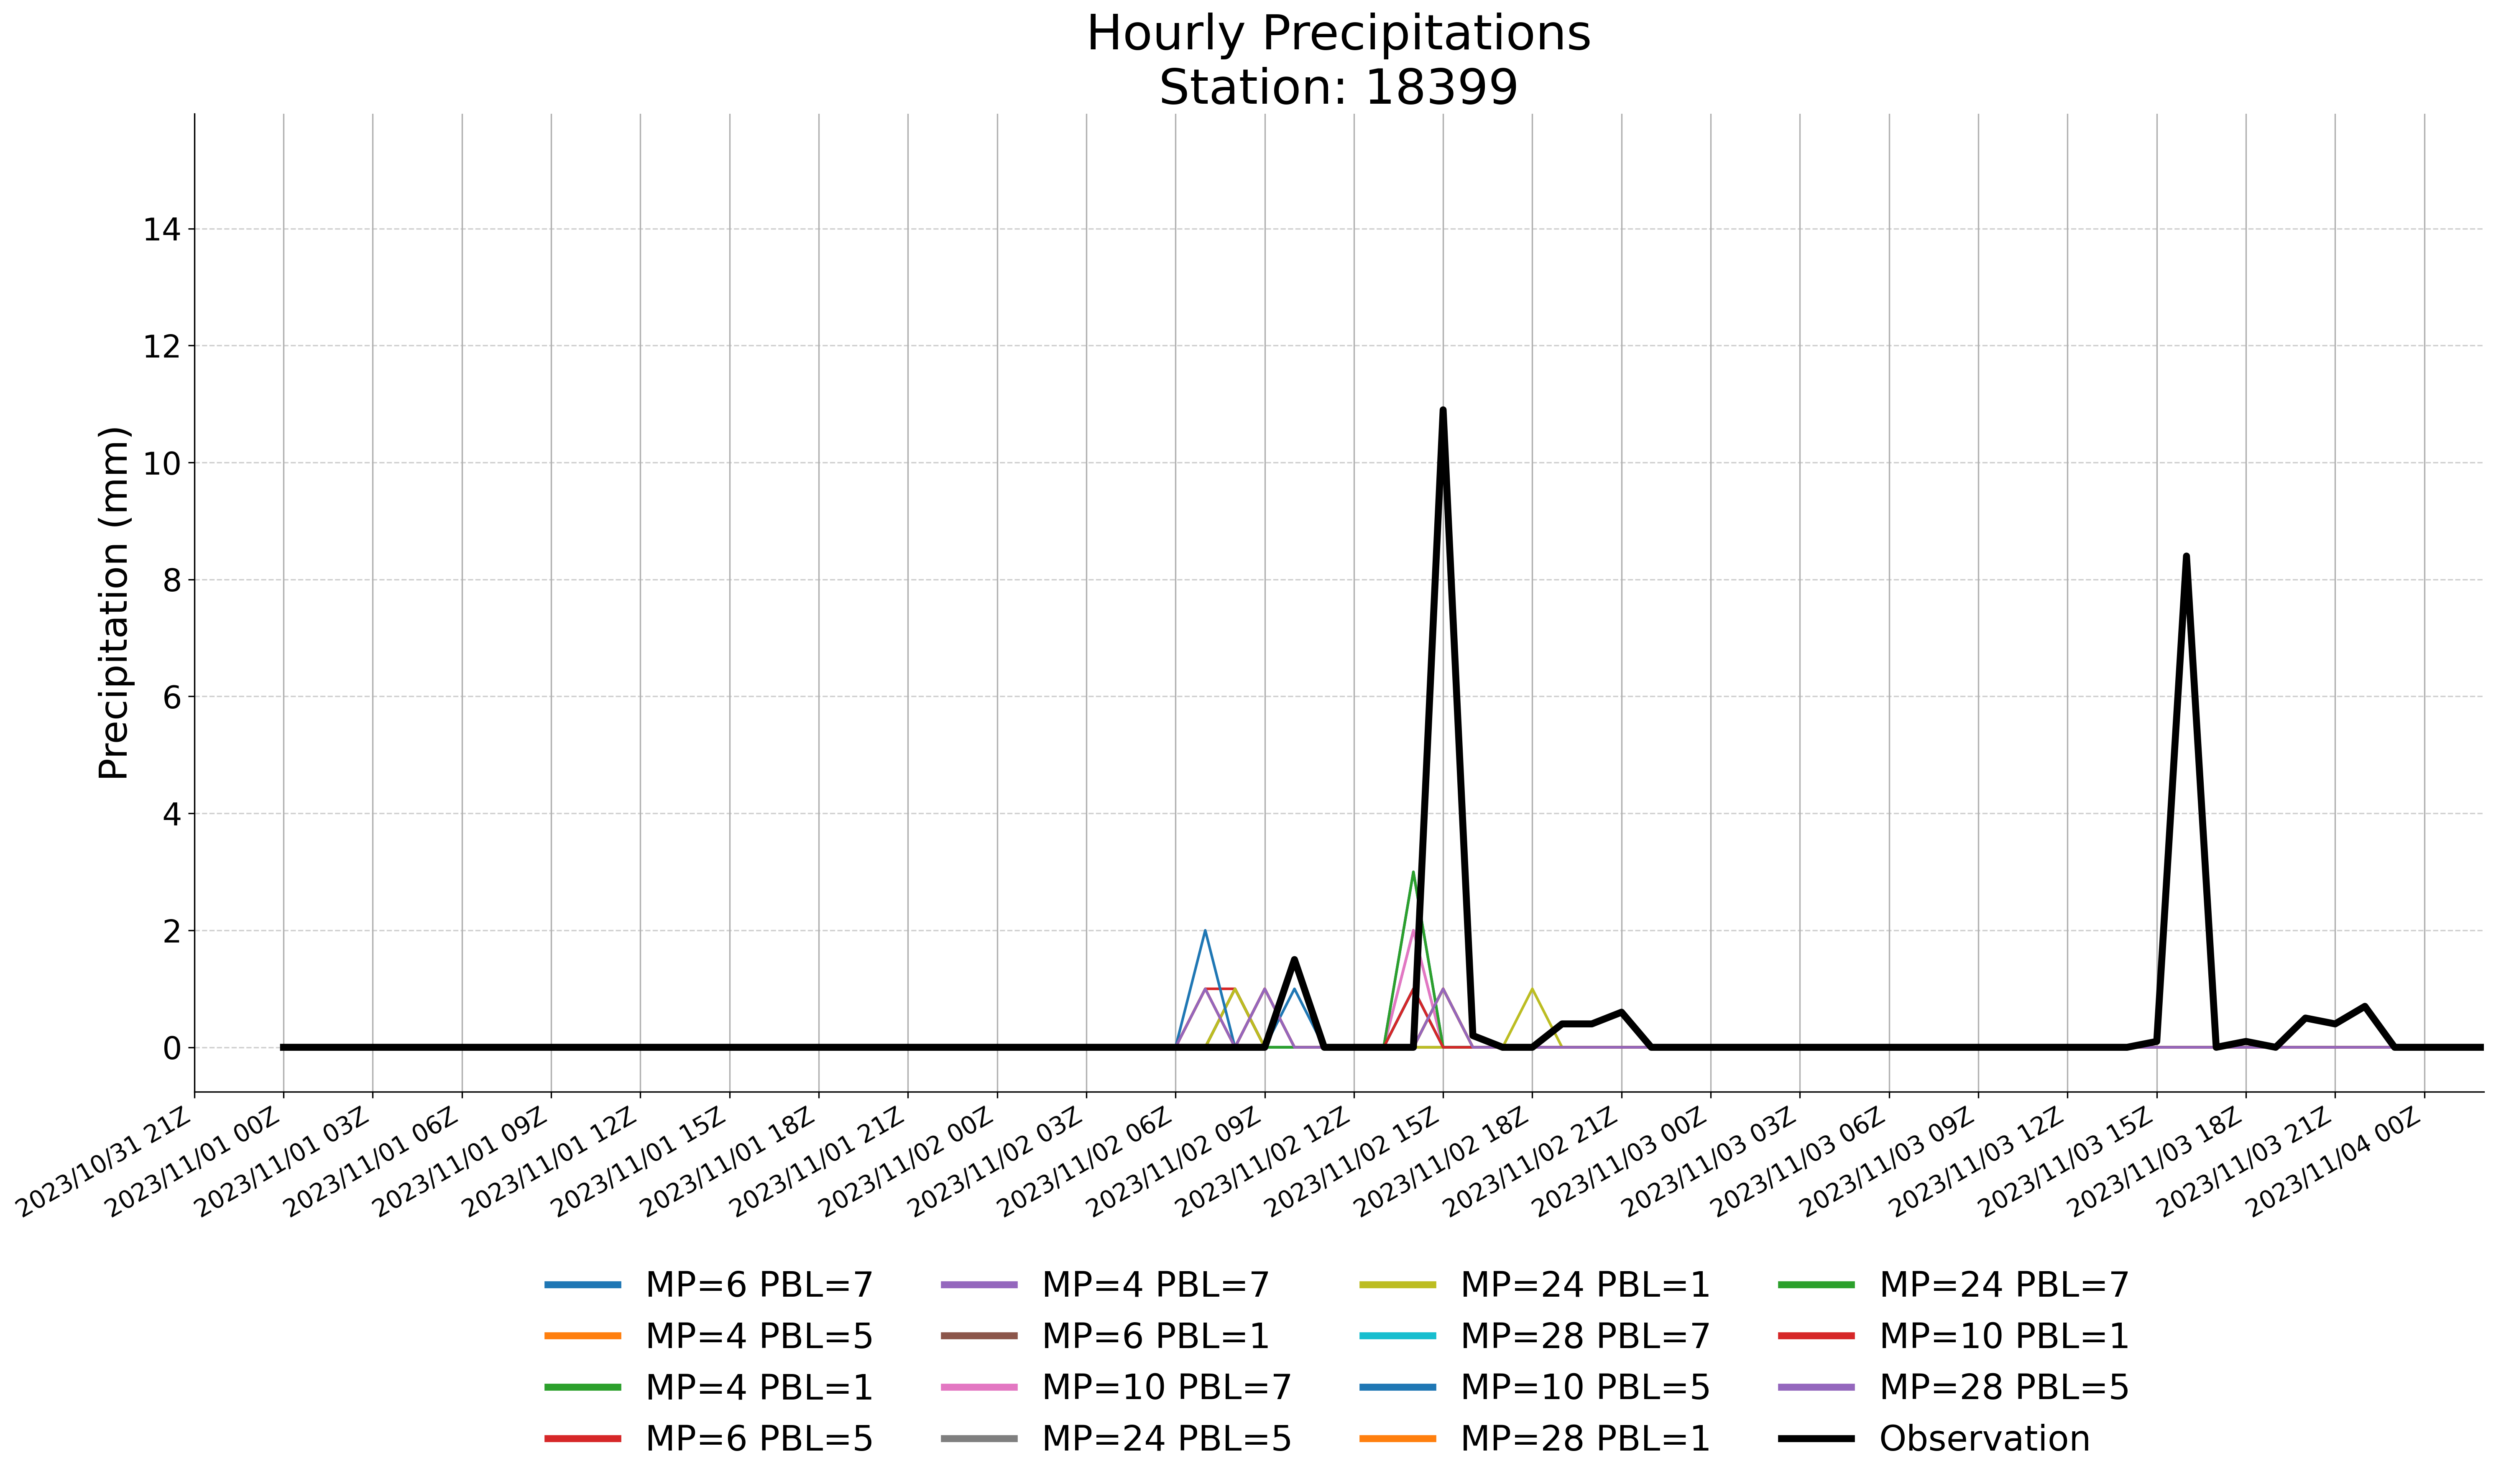 Hourly Precipitations
Station: 18399
Precipitation (mm)
14
12
10
8
6
4
2
0
2023/10/31 21Z
2023/11/01 00Z
2023/11/01 03Z
2023/11/01 06Z
2023/11/01 09Z
2023/11/01 12Z
2023/11/01 15Z
2023/11/01 18Z
2023/11/01 21Z
2023/11/02 00Z
2023/11/02 03Z
2023/11/02 06Z
2023/11/02 09Z
2023/11/02 12Z
2023/11/02 15Z
2023/11/02 18Z
2023/11/02 21Z
2023/11/03 00Z
2023/11/03 03Z
2023/11/03 06Z
2023/11/03 09Z
2023/11/03 12Z
2023/11/03 15Z
2023/11/03 18Z
2023/11/03 21Z
2023/11/04 00Z
MP=6 PBL=7
MP=4 PBL=5
MP=4 PBL=1
MP=6 PBL=5
MP=4 PBL=7
MP=6 PBL=1
MP=10 PBL=7
MP=24 PBL=5
MP=24 PBL=1
MP=28 PBL=7
MP=10 PBL=5
MP=28 PBL=1
MP=24 PBL=7
MP=10 PBL=1
MP=28 PBL=5
Observation